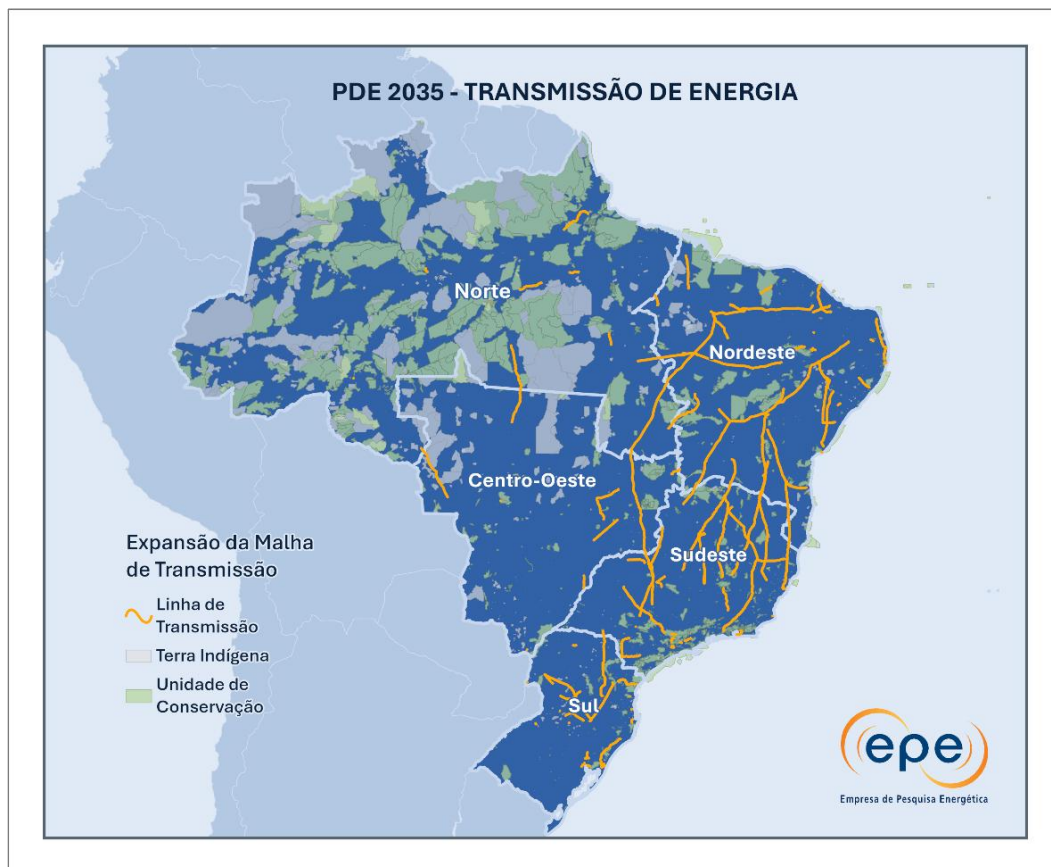 PDE 2035 - TRANSMISSÃO DE ENERGIA
Norte
Nordeste
Centro-Oeste
Sudeste
Sul
Expansão da Malha
de Transmissão
Linha de
Transmissão
Terra Indígena
Unidade de
Conservação
epe
Empresa de Pesquisa Energética